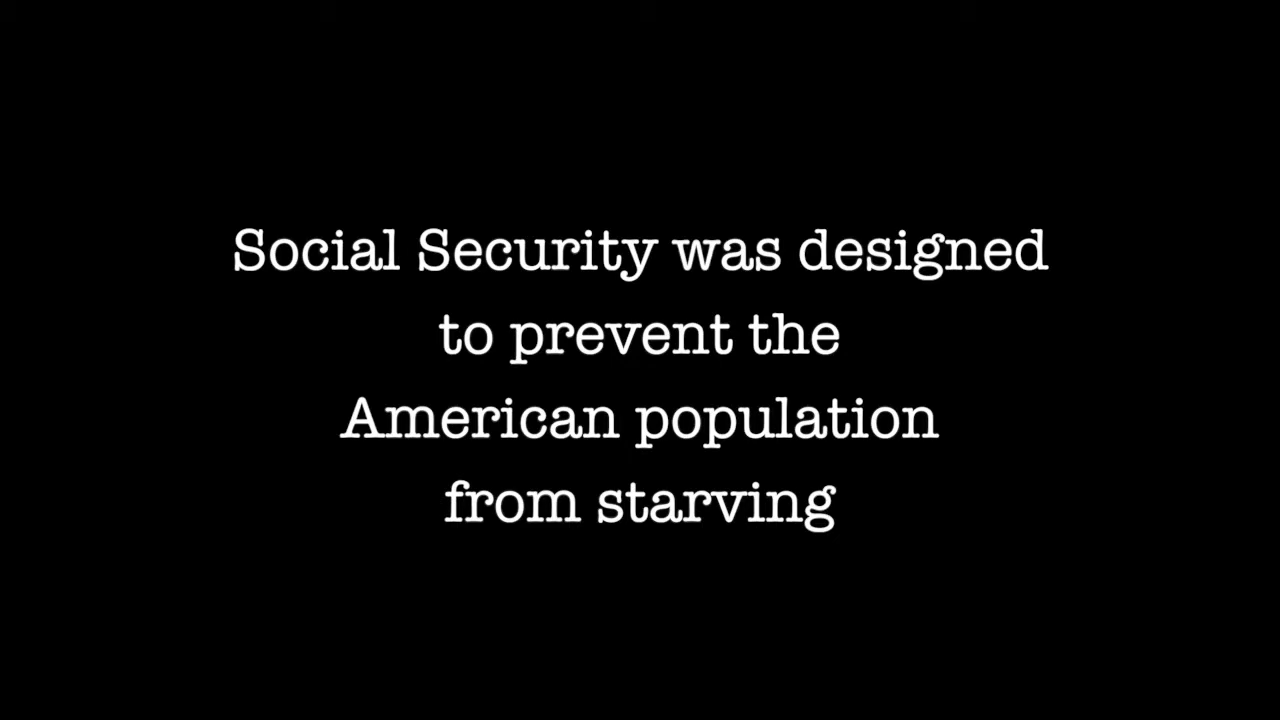 Social Security was designed
to prevent the
American population
from starving